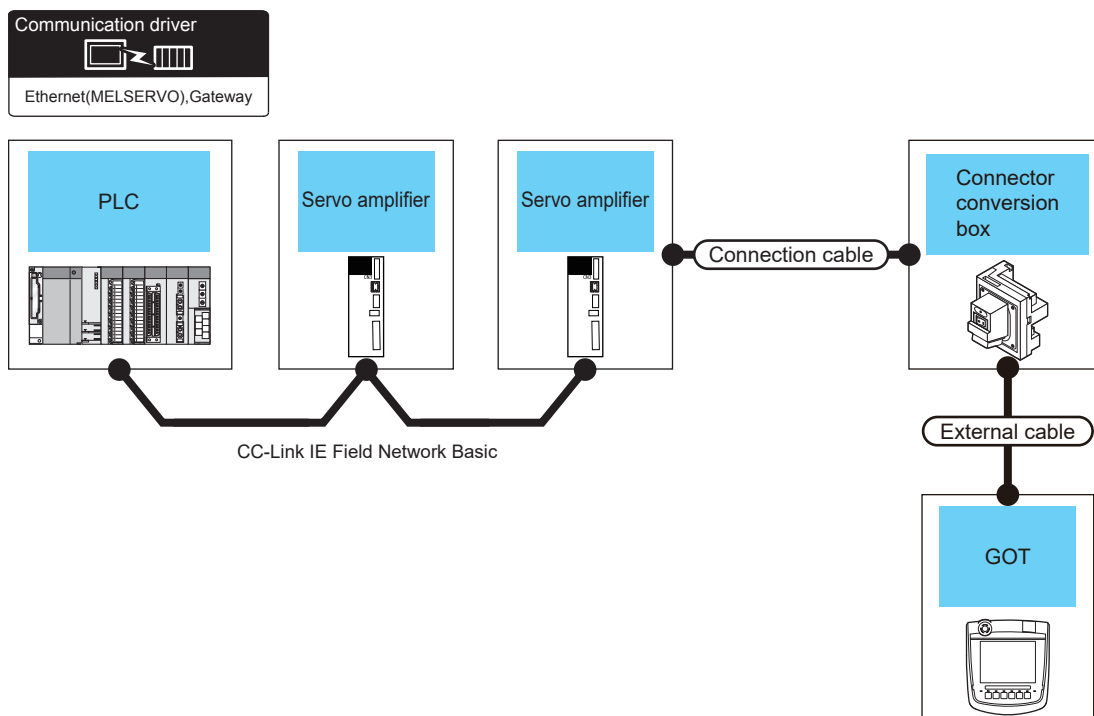 Communication driver
Ethernet(MELSERVO),Gateway
PLC
Servo amplifier
Servo amplifier
Connection cable
Connector
conversion
box
CC-Link IE Field Network Basic
External cable
GOT